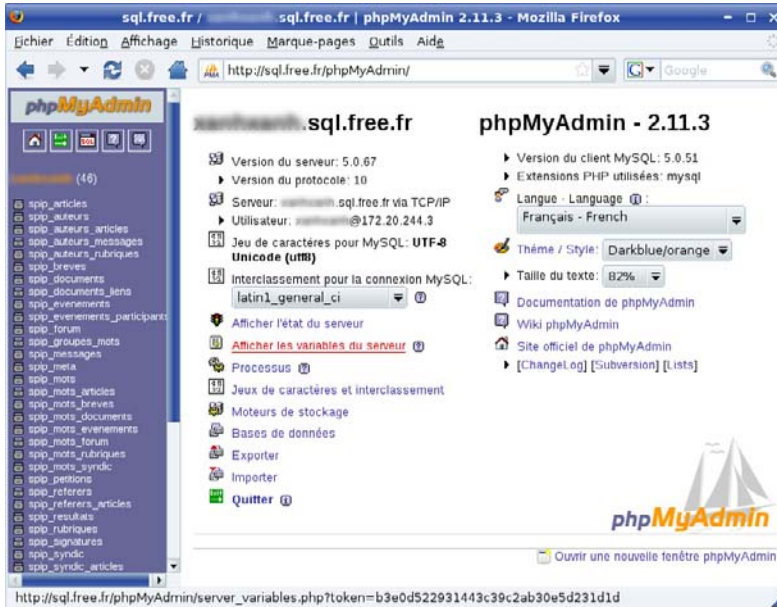 sql.free.fr / .sql.free.fr | phpMyAdmin 2.11.3 - Mozilla Firefox
Fichier Édition Affichage Historique Marque-pages Outils Aide
http://sql.free.fr/phpMyAdmin/
Google
phpMyAdmin
SQL
(46)
spip_articles
spip_auteurs
spip_auteurs_articles
spip_auteurs_messages
spip_auteurs_rubriques
spip_breves
spip_documents
spip_documents_liens
spip_evenements
spip_evenements_participants
spip_forum
spip_groupes_mots
spip_messages
spip_meta
spip_mots
spip_mots_articles
spip_mots_breves
spip_mots_documents
spip_mots_evenements
spip_mots_forum
spip_mots_rubriques
spip_mots_syndic
spip_petitions
spip_referers
spip_referers_articles
spip_resultats
spip_rubriques
spip_signatures
spip_syndic
spip_syndic_articles
.sql.free.fr
Version du serveur: 5.0.67
Version du protocole: 10
Serveur: .sql.free.fr via TCP/IP
Utilisateur: @172.20.244.3
Jeu de caractères pour MySQL: UTF-8
Unicode (utf8)
Interclassement pour la connexion MySQL:
latin1_general_ci
Afficher l'état du serveur
Afficher les variables du serveur
Processus
Jeux de caractères et interclassement
Moteurs de stockage
Bases de données
Exporter
Importer
Quitter
phpMyAdmin - 2.11.3
Version du client MySQL: 5.0.51
Extensions PHP utilisées: mysql
Langue - Language :
Français - French
Thème / Style: Darkblue/orange
Taille du texte: 82%
Documentation de phpMyAdmin
Wiki phpMyAdmin
Site officiel de phpMyAdmin
[ChangeLog] [Subversion] [Lists]
phpMyAdmin
Ouvrir une nouvelle fenêtre phpMyAdmin
http://sql.free.fr/phpMyAdmin/server_variables.php?token=b3e0d522931443c39c2ab30e5d231d1d